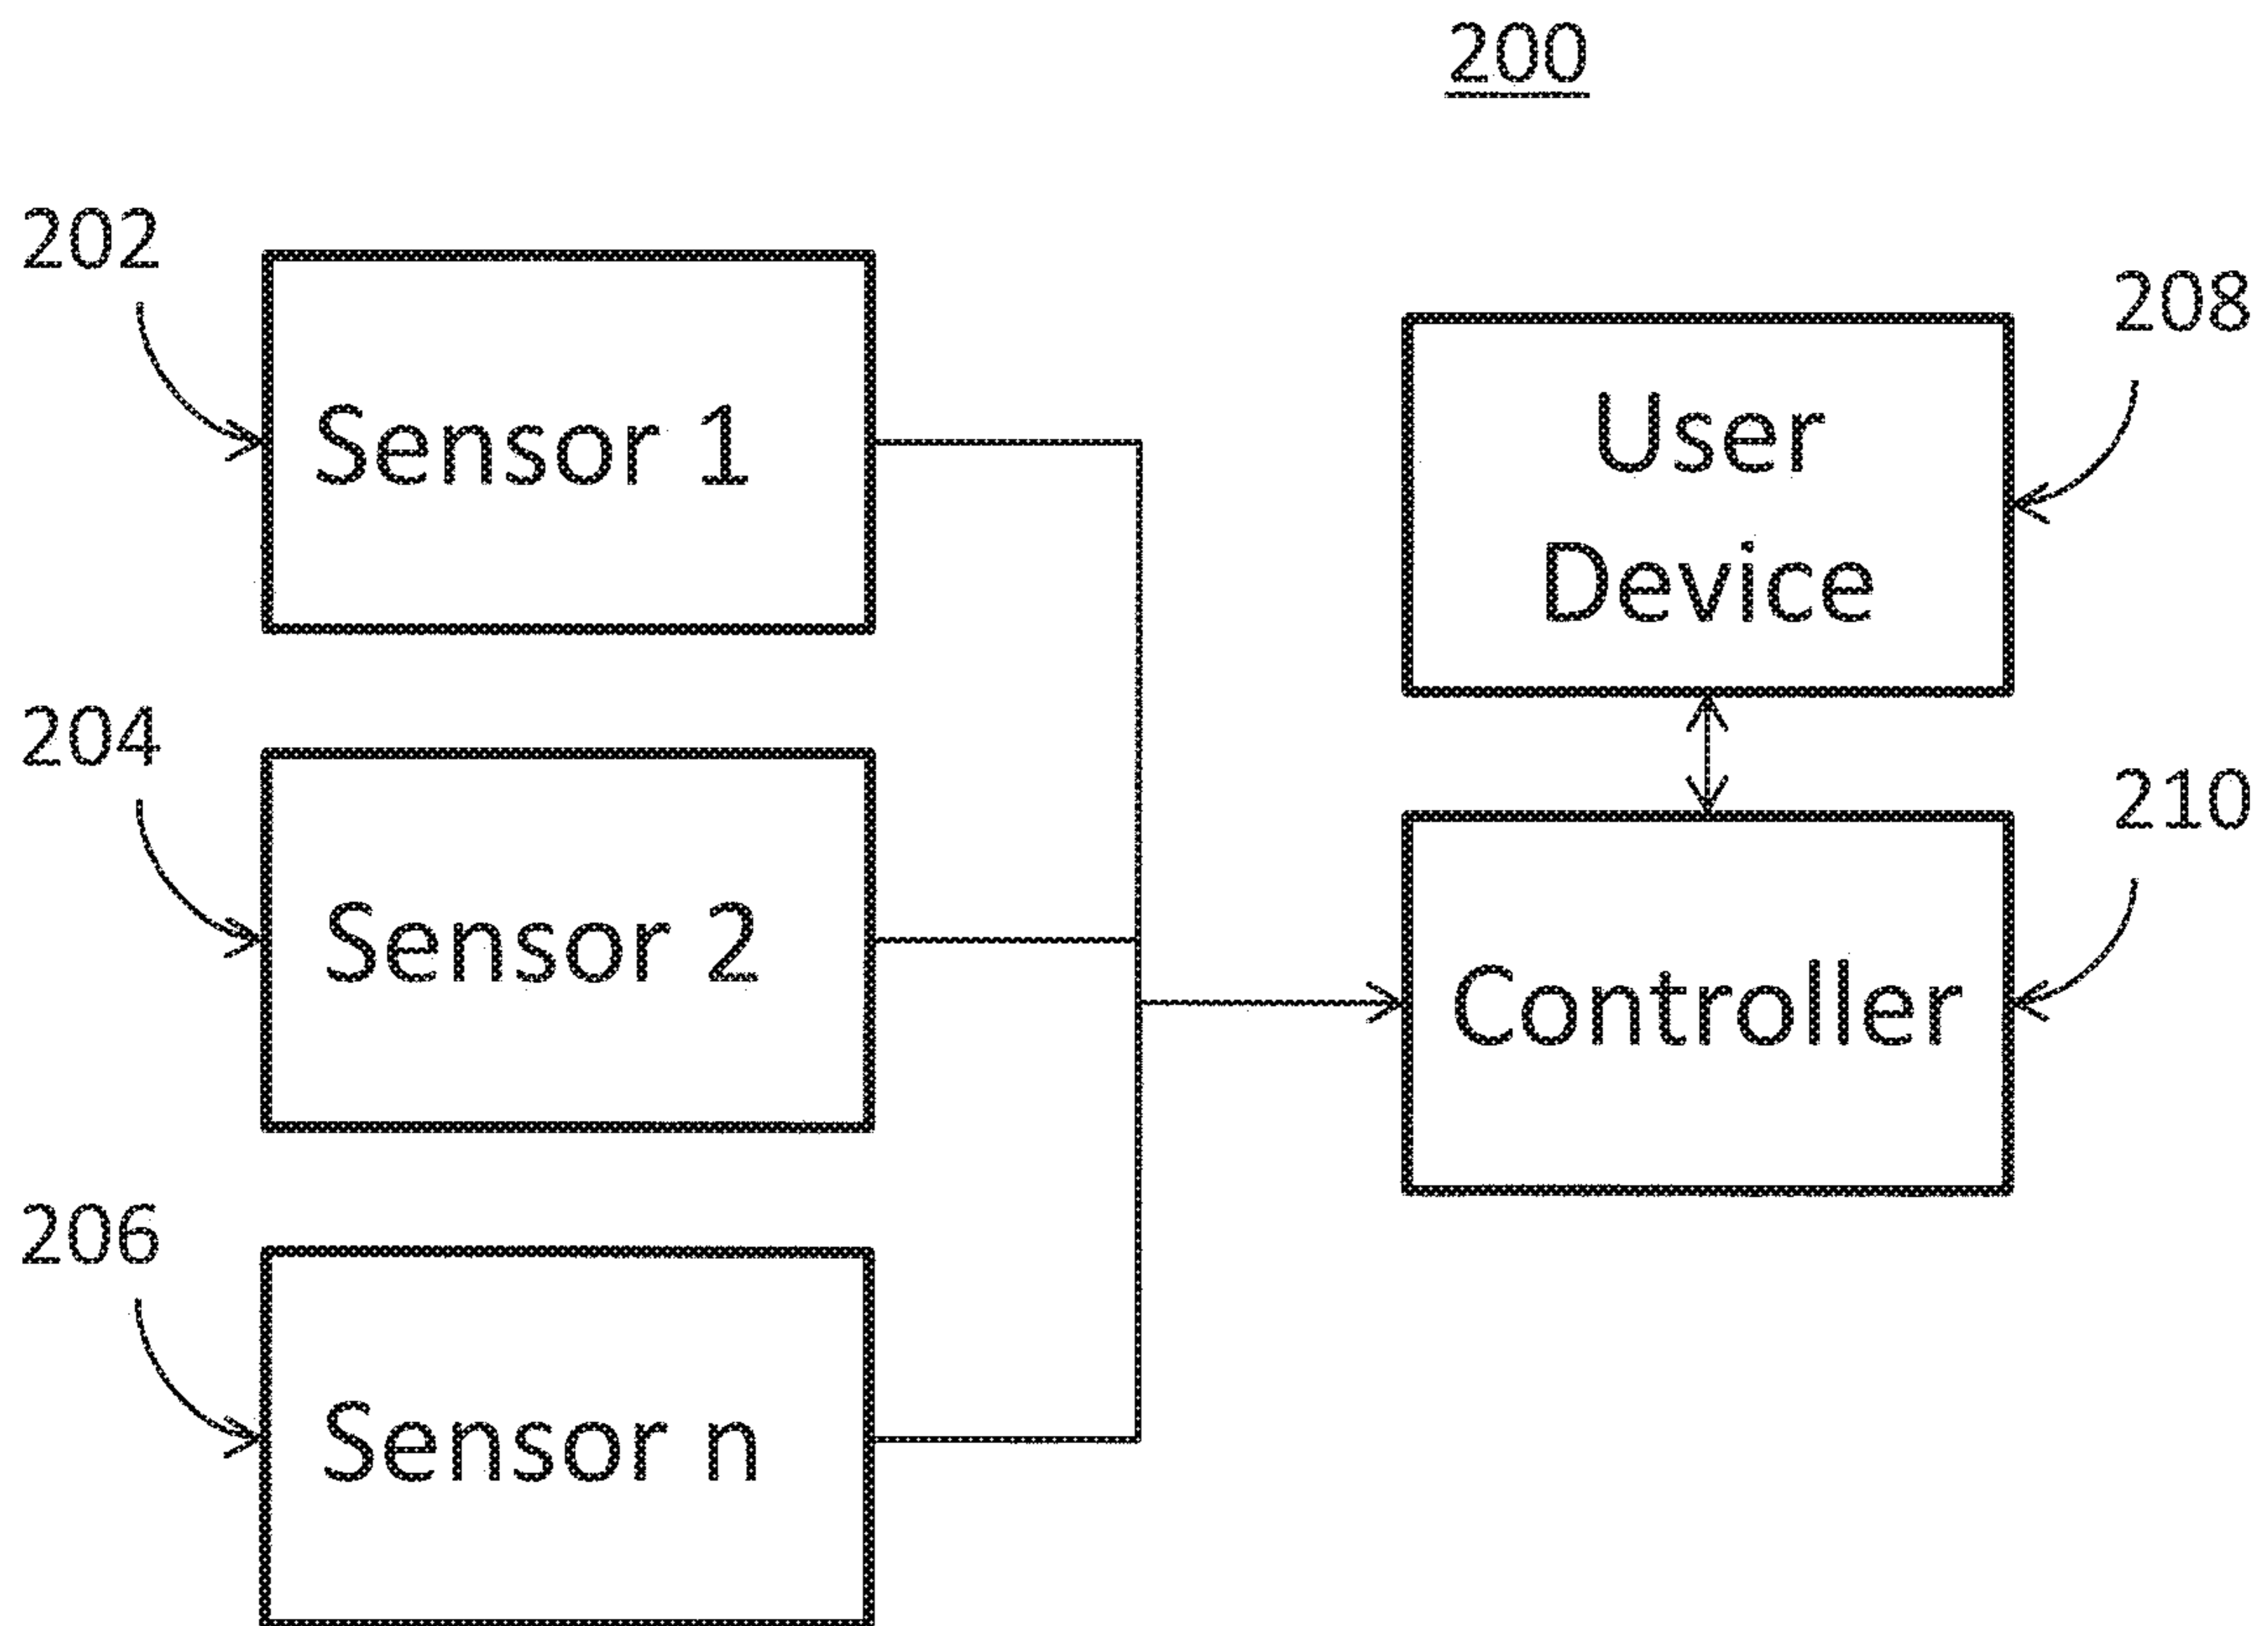 200
202
Sensor 1
208
User
Device
204
Sensor 2
210
Controller
206
Sensor n